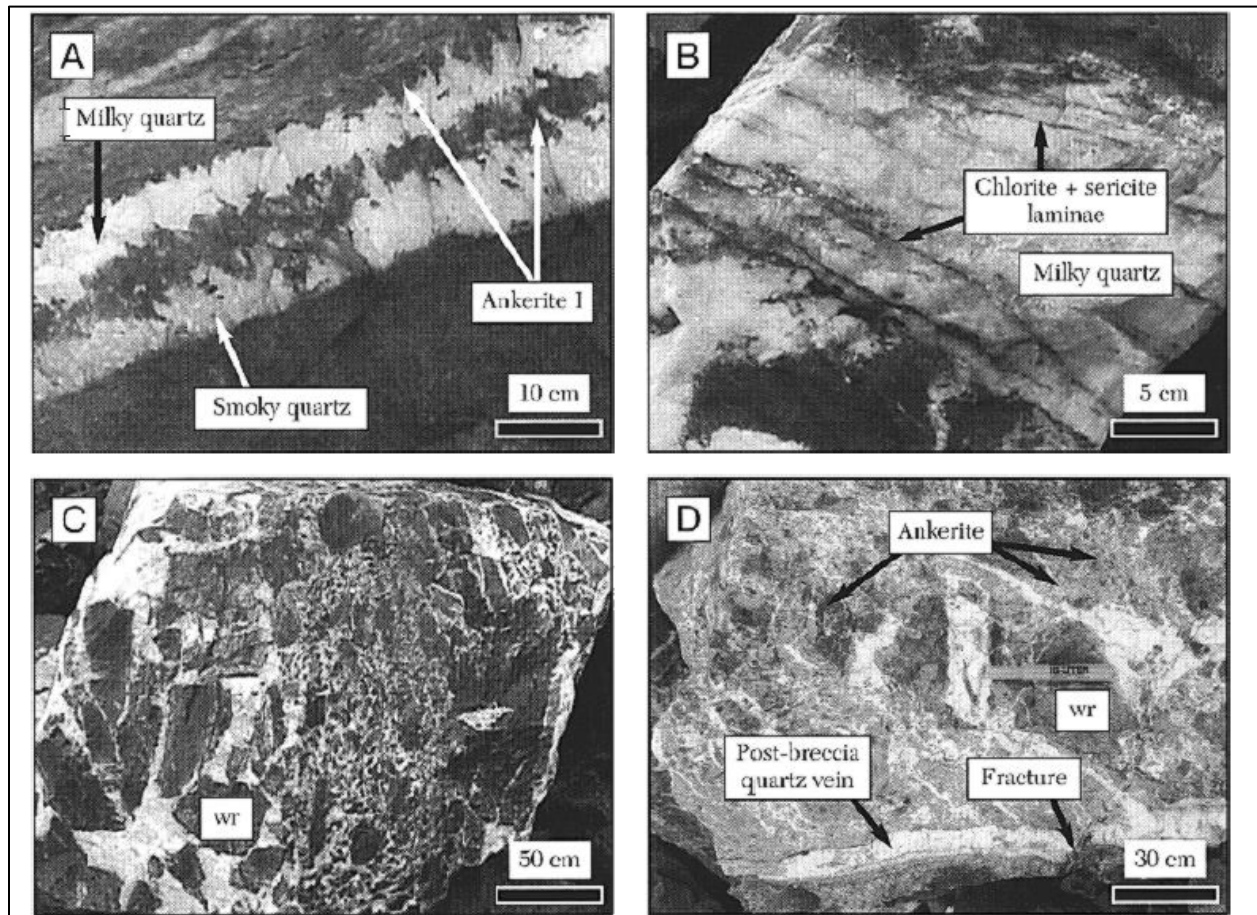 A
Milky quartz
Ankerite I
Smoky quartz
10 cm
B
Chlorite + sericite
laminae
Milky quartz
5 cm
C
wr
50 cm
D
Ankerite
wr
Post-breccia
quartz vein
Fracture
30 cm